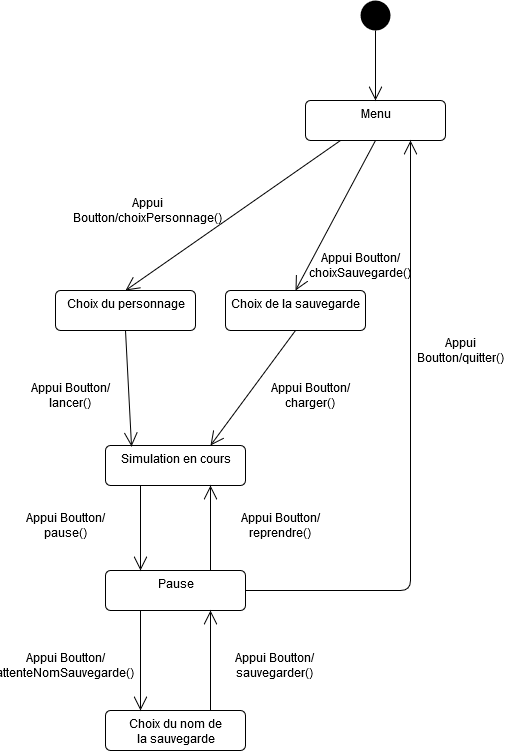 Menu
Appui
Boutton/choixPersonnage()
Appui Boutton/
choixSauvegarde()
Choix du personnage
Choix de la sauvegarde
Appui
Boutton/quitter()
Appui Boutton/
lancer()
Appui Boutton/
charger()
Simulation en cours
Appui Boutton/
pause()
Appui Boutton/
reprendre()
Pause
Appui Boutton/
attenteNomSauvegarde()
Appui Boutton/
sauvegarder()
Choix du nom de
la sauvegarde